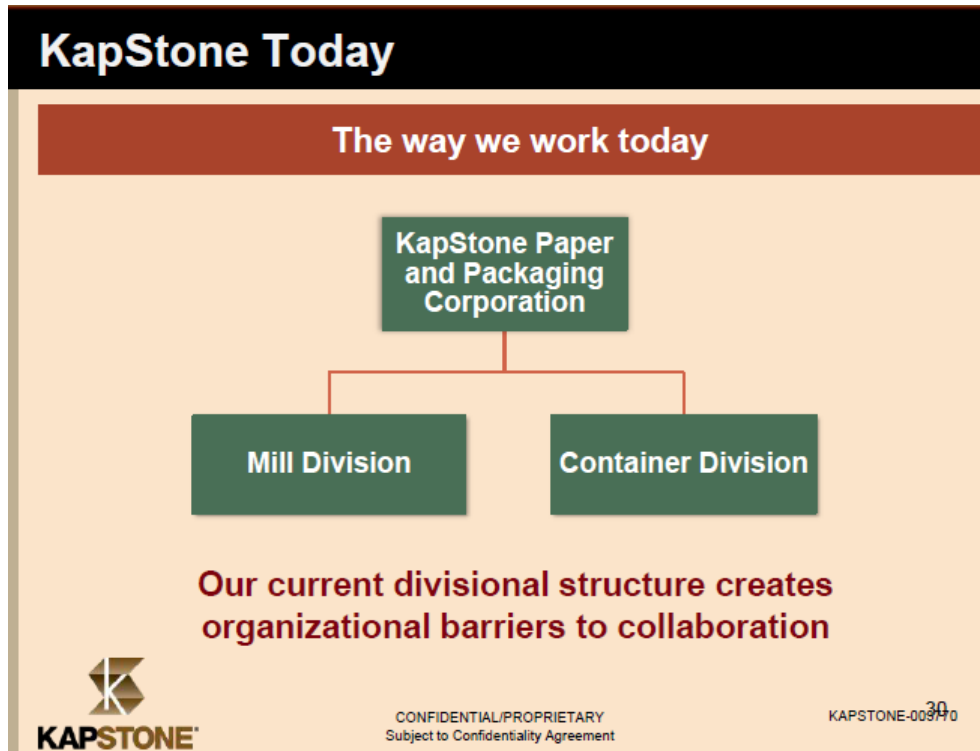 KapStone Today
The way we work today
KapStone Paper
and Packaging
Corporation
Mill Division
Container Division
Our current divisional structure creates
organizational barriers to collaboration
KAPSTONE
CONFIDENTIAL/PROPRIETARY
Subject to Confidentiality Agreement
30